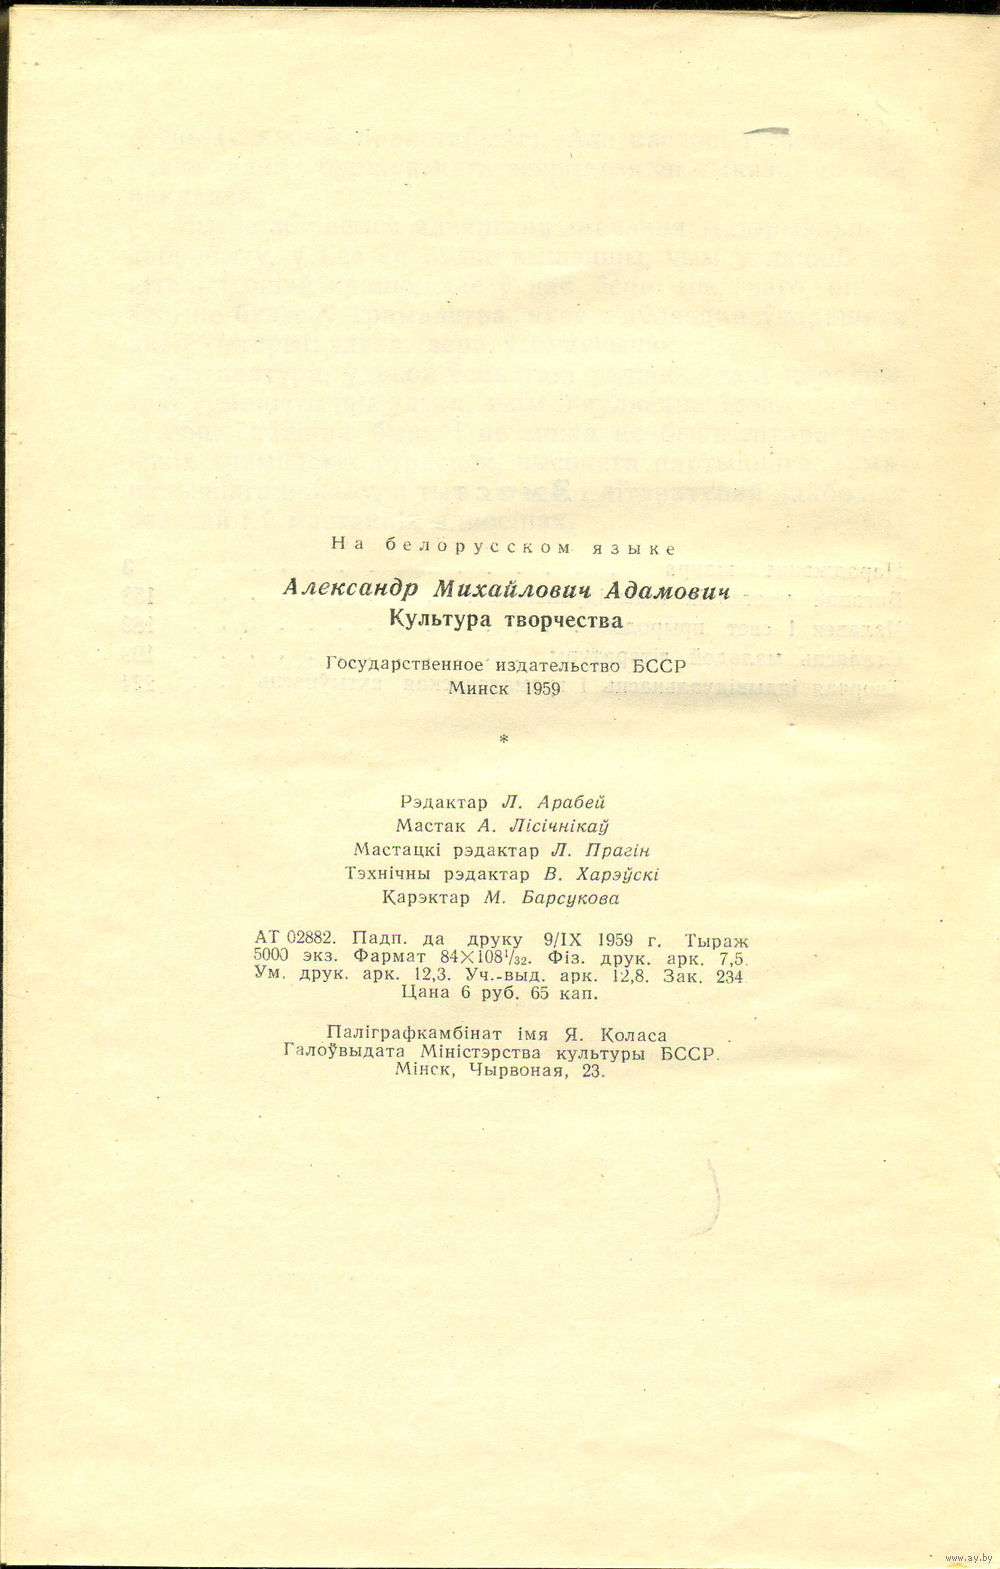 На белорусском языке
Александр Михайлович Адамович
Культура творчества
Государственное издательство БССР
Минск 1959
*
Рэдактар Л. Арабей
Мастак А. Лісічнікаў
Мастацкі рэдактар Л. Прагін
Тэхнічны рэдактар В. Харэўскі
Карэктар М. Барсукова
АТ 02882. Падп. да друку 9/IX 1959 г. Тыраж
5000 экз. Фармат 84×108¹/₃₂. Фіз. друк. арк. 7,5.
Ум. друк. арк. 12,3. Уч.-выд. арк. 12,8. Зак. 234.
Цана 6 руб. 65 кап.
Паліграфкамбінат імя Я. Коласа
Галоўвыдата Міністэрства культуры БССР.
Мінск, Чырвоная, 23.
www.ay.by